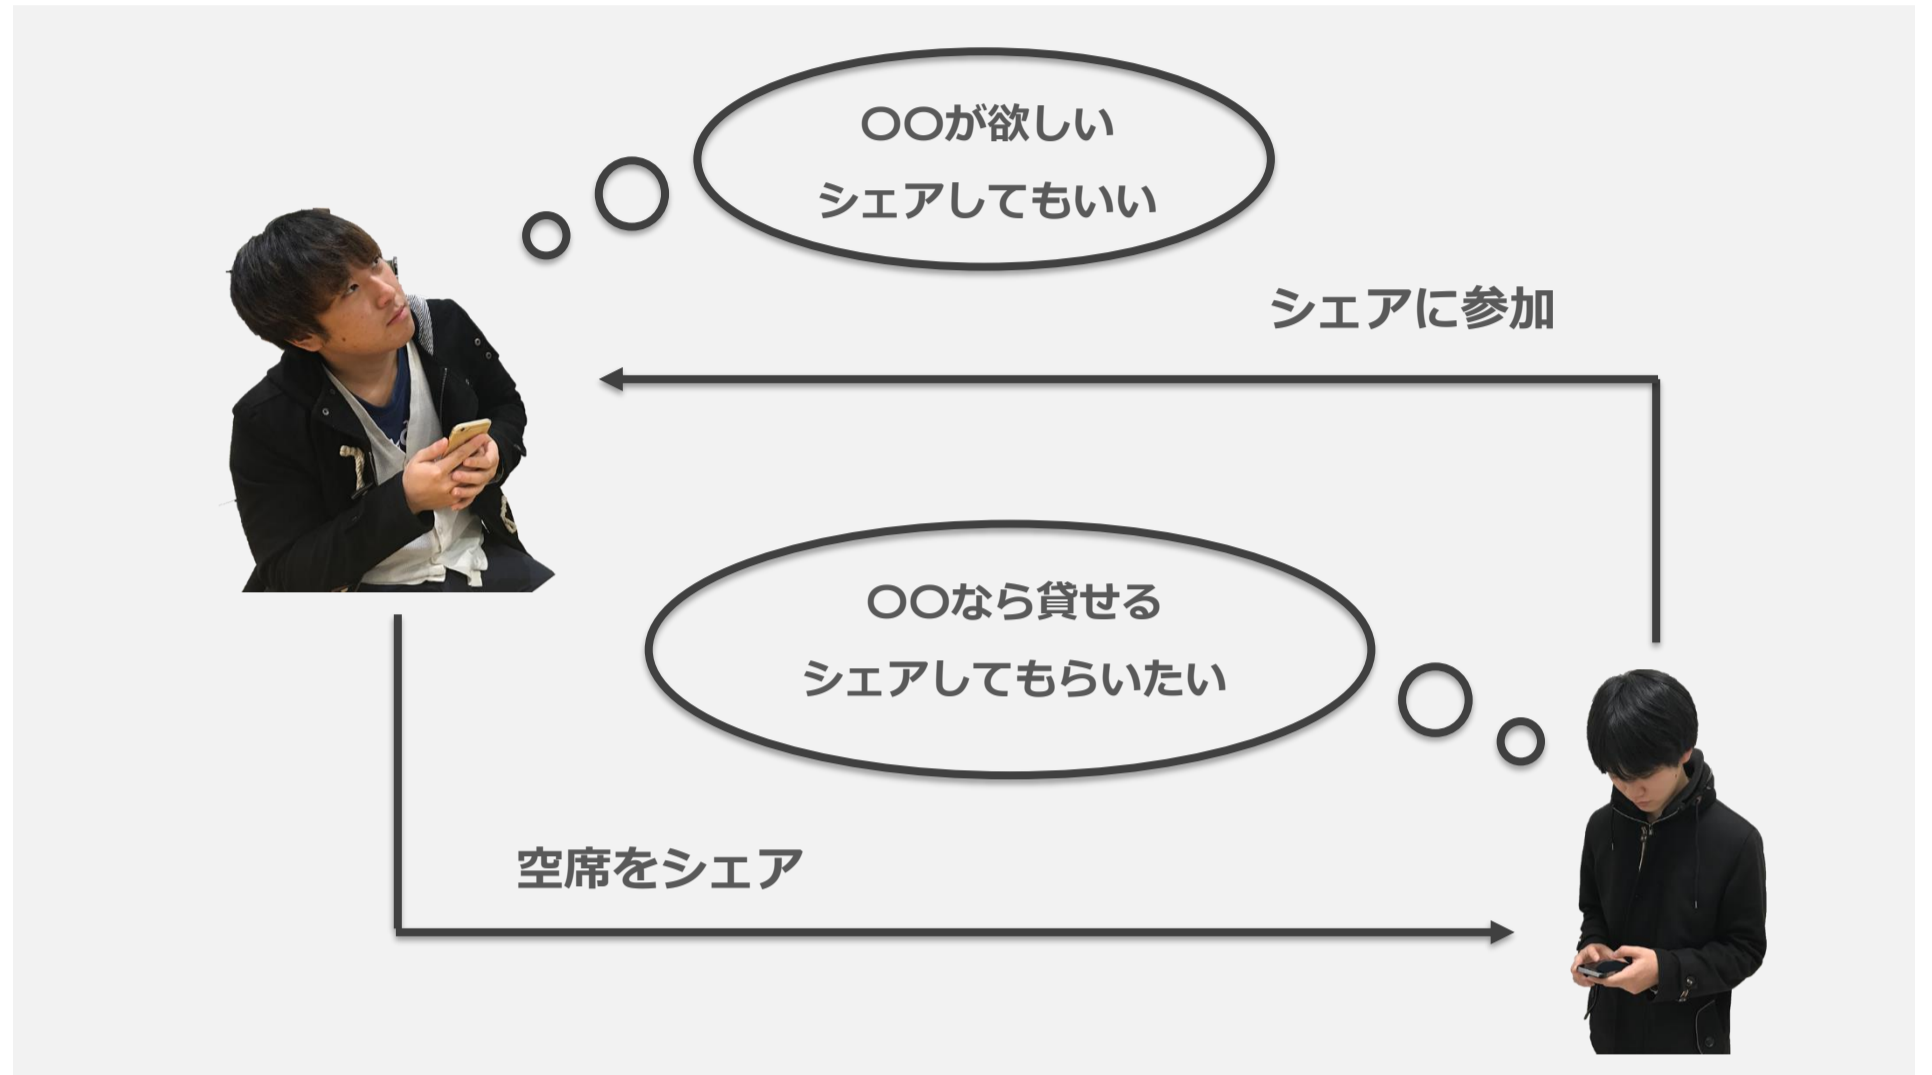 〇〇が欲しい
シェアしてもいい
シェアに参加
〇〇なら貸せる
シェアしてもらいたい
空席をシェア